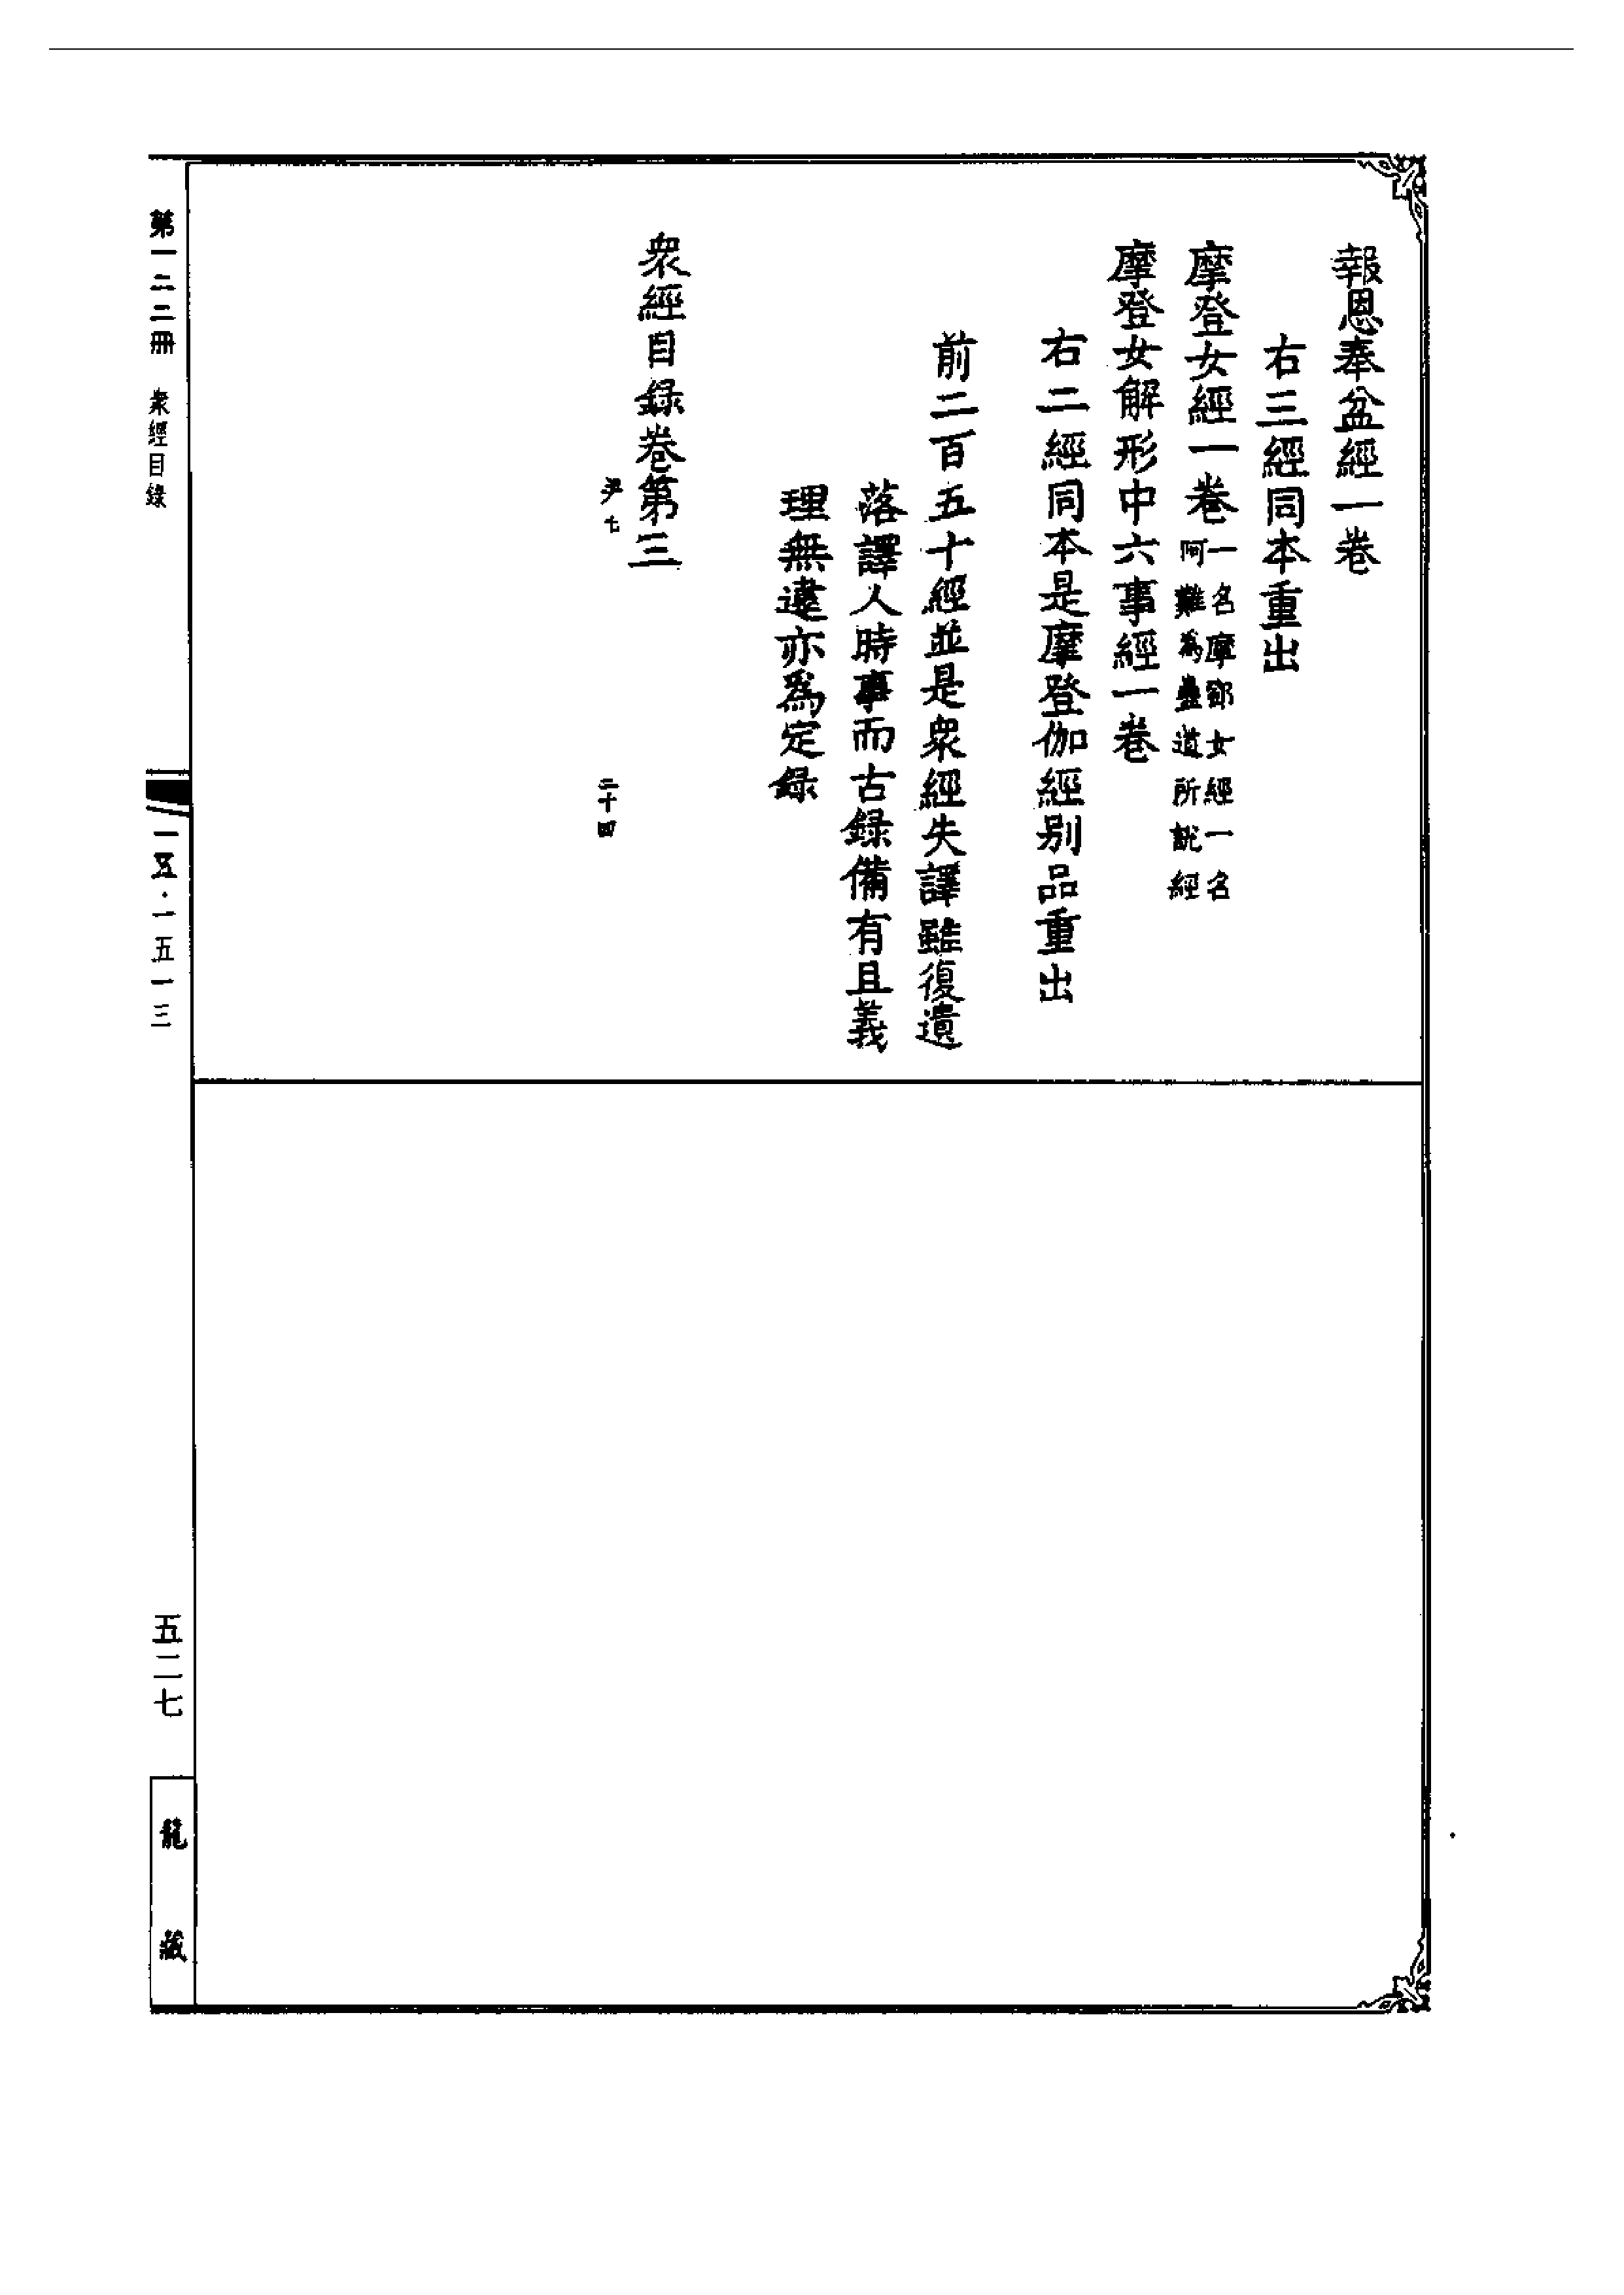 報恩奉盆經一卷
右三經同本重出
摩登女經一卷一名摩鄧女經一名
阿難為蠱道所說經
摩登女解形中六事經一卷
右二經同本是摩登伽經別品重出
前二百五十經並是衆經失譯雖復遺
落譯人時事而古録備有且義
理無違亦爲定録
衆經目録卷第三
尹七
二十四
第一二二冊 衆經目錄
一五·一五一三
五二七
龍藏